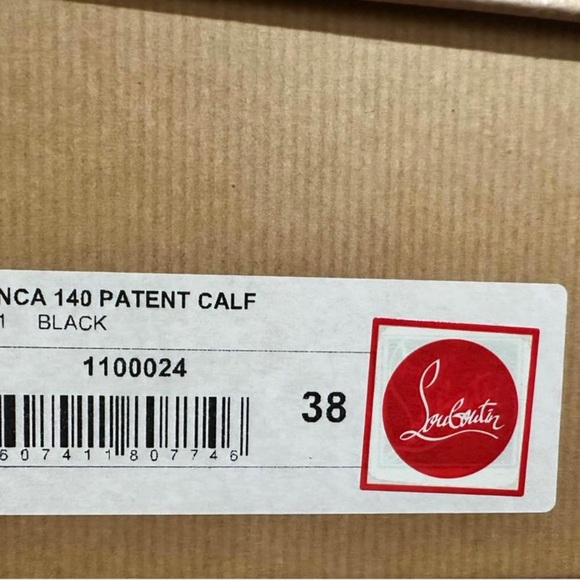 NCA 140 PATENT CALF
1 BLACK
1100024
38
607411807746
Louboutin